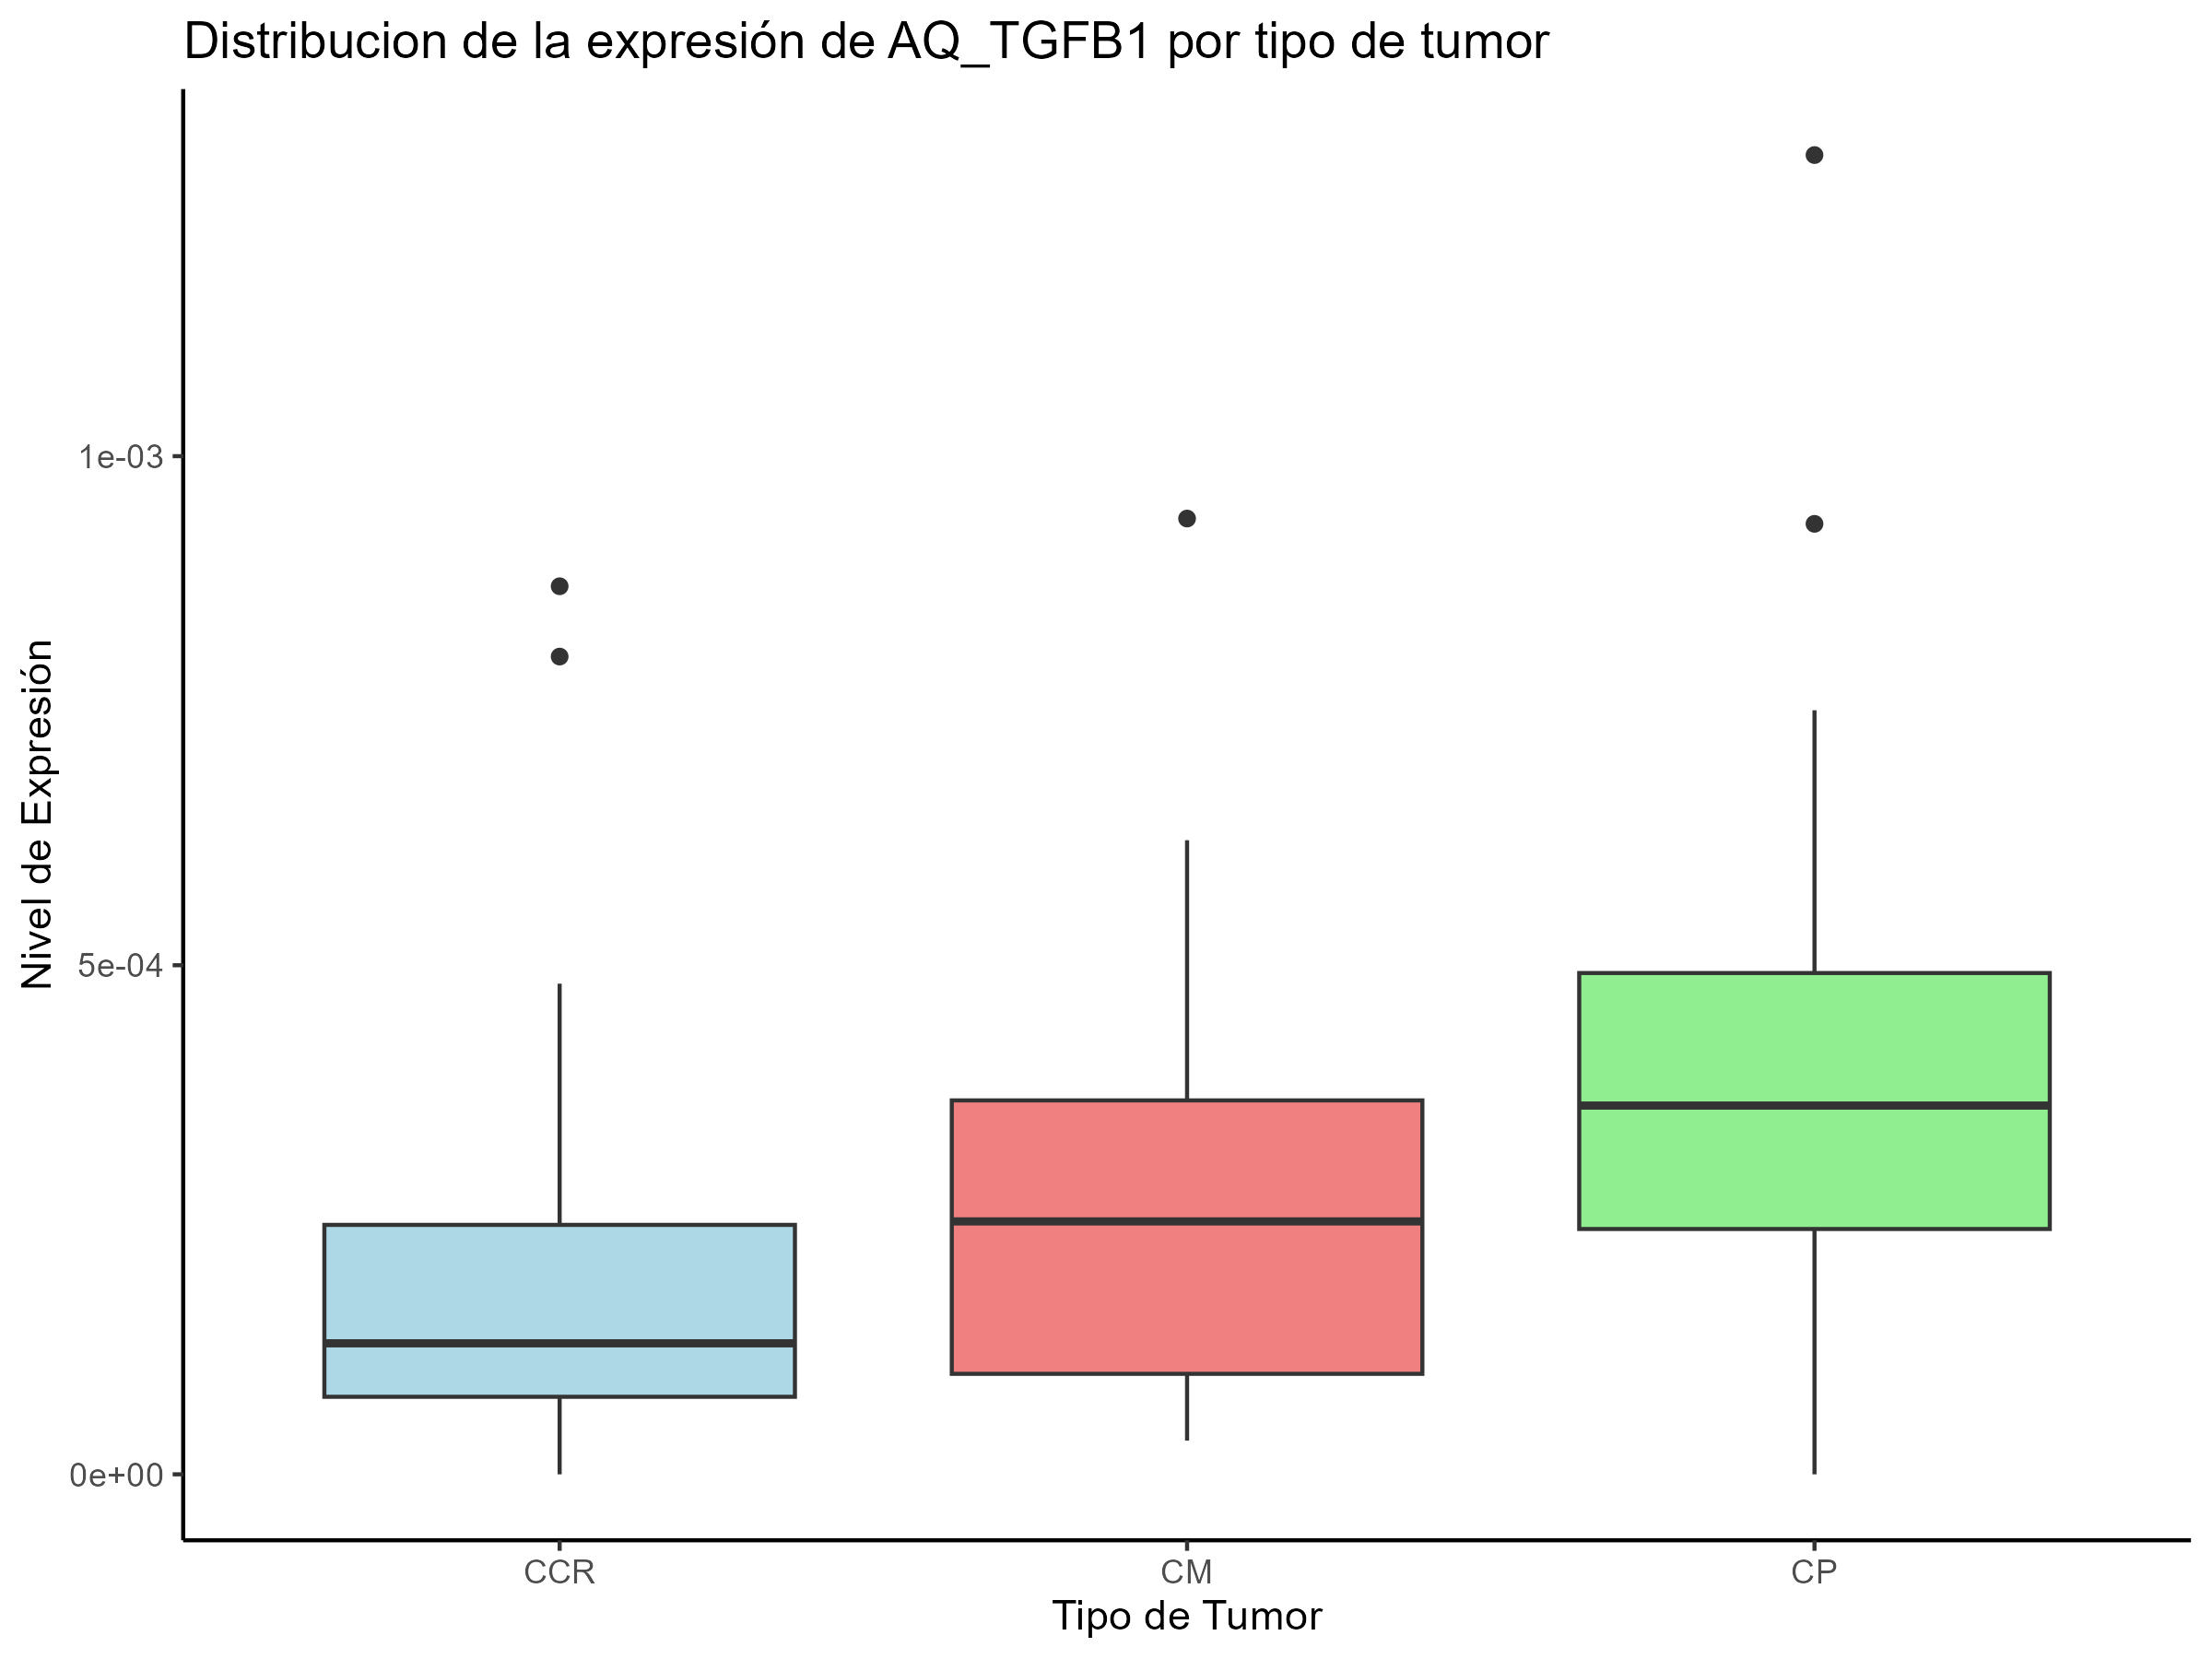 Distribucion de la expresión de AQ_TGFB1 por tipo de tumor
Nivel de Expresión
1e-03
5e-04
0e+00
CCR
CM
CP
Tipo de Tumor